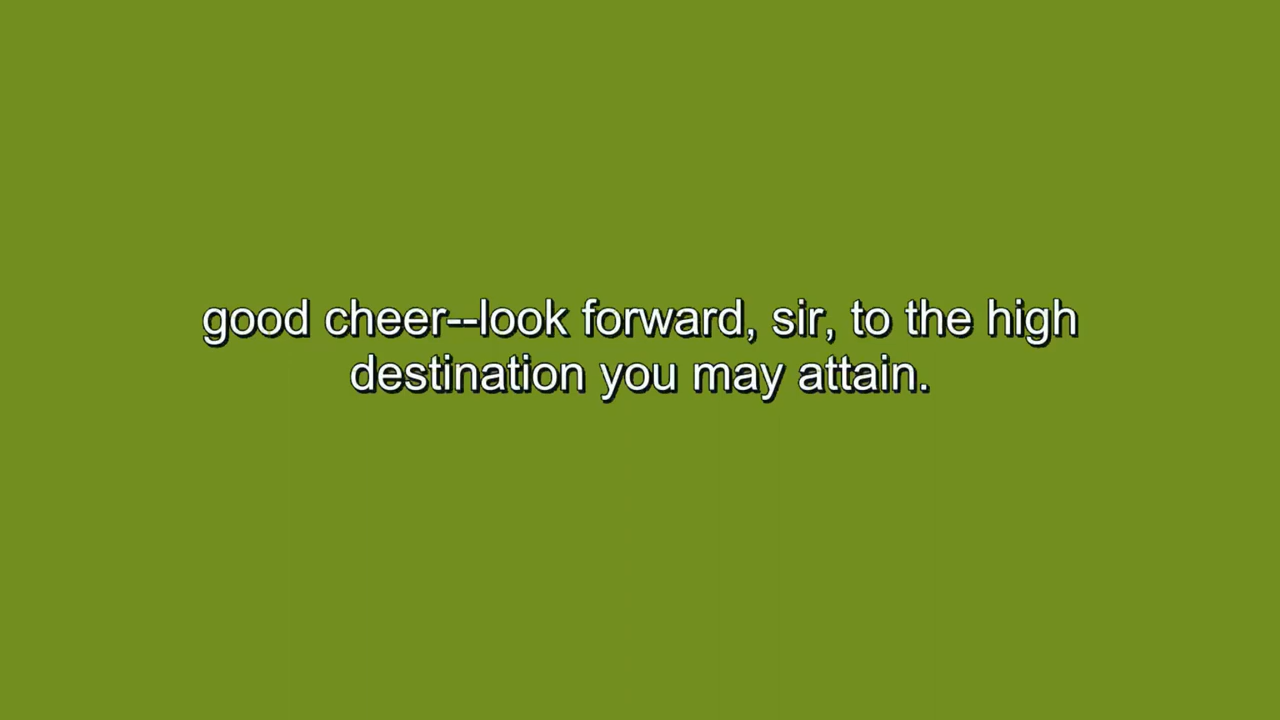 good cheer--look forward, sir, to the high
destination you may attain.